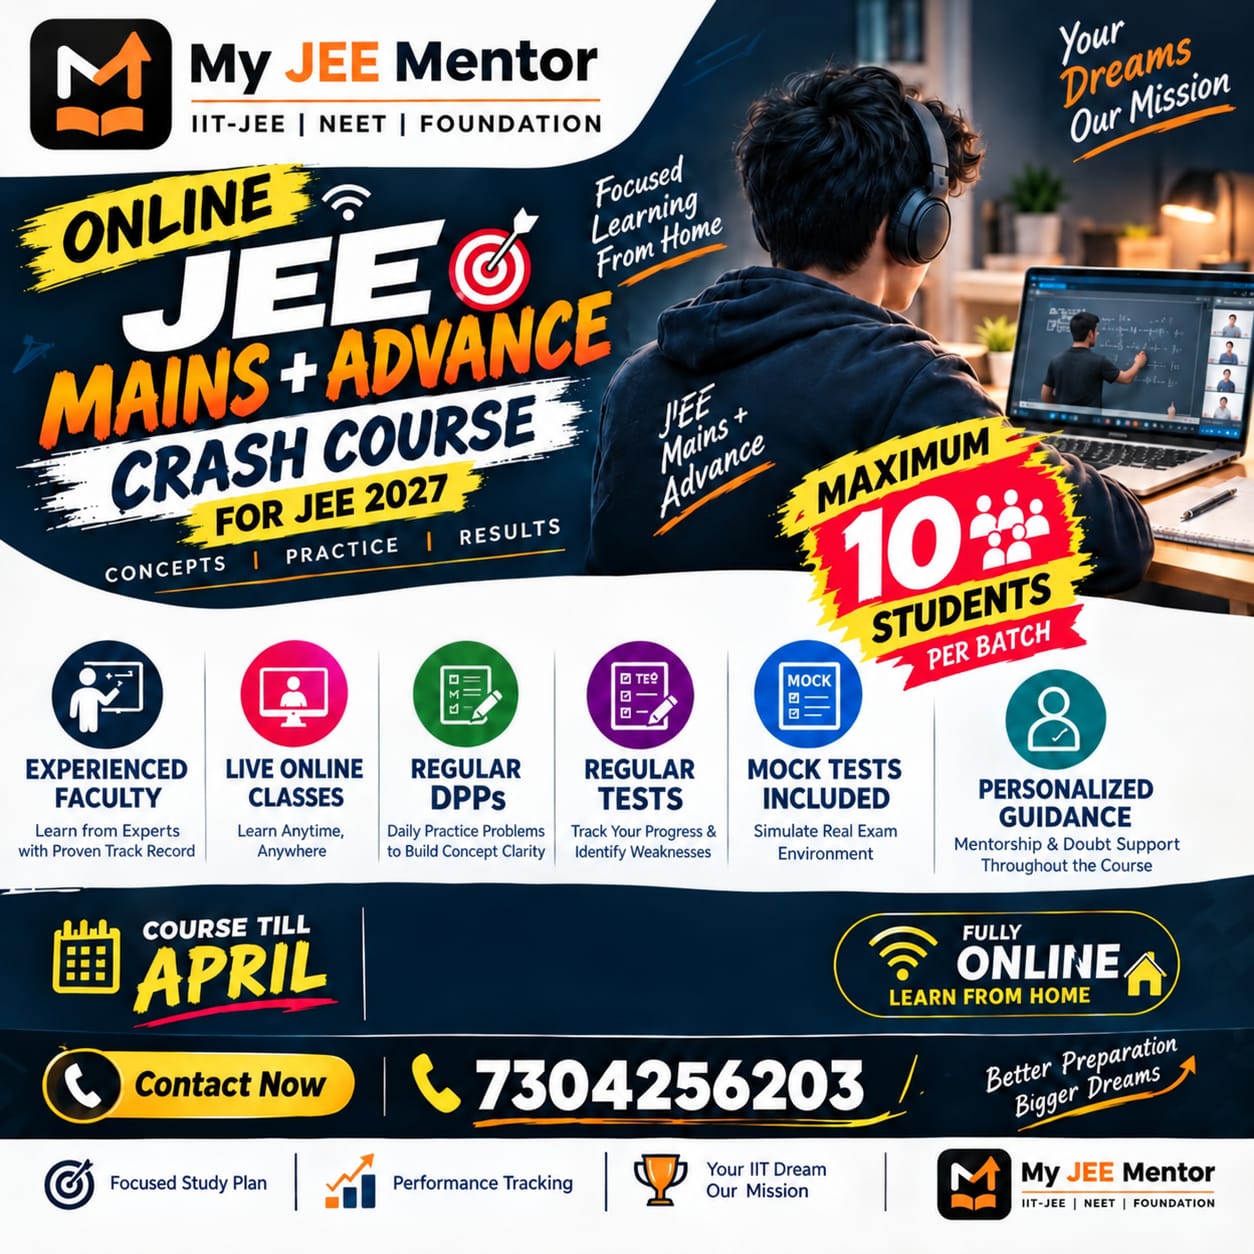 My JEE Mentor
IIT-JEE | NEET | FOUNDATION
Your
Dreams
Our Mission
Focused
Learning
From Home
ONLINE
JEE
MAINS + ADVANCE
CRASH COURSE
FOR JEE 2027
CONCEPTS | PRACTICE | RESULTS
JEE
Mains +
Advance
MAXIMUM
10
STUDENTS
PER BATCH
EXPERIENCED
FACULTY
Learn from Experts
with Proven Track Record
LIVE ONLINE
CLASSES
Learn Anytime,
Anywhere
REGULAR
DPPs
Daily Practice Problems
to Build Concept Clarity
REGULAR
TESTS
Track Your Progress &
Identify Weaknesses
MOCK
MOCK TESTS
INCLUDED
Simulate Real Exam
Environment
PERSONALIZED
GUIDANCE
Mentorship & Doubt Support
Throughout the Course
COURSE TILL
APRIL
FULLY
ONLINE
LEARN FROM HOME
Contact Now
7304256203
Better Preparation
Bigger Dreams
Focused Study Plan
Performance Tracking
Your IIT Dream
Our Mission
My JEE Mentor
IIT-JEE | NEET | FOUNDATION